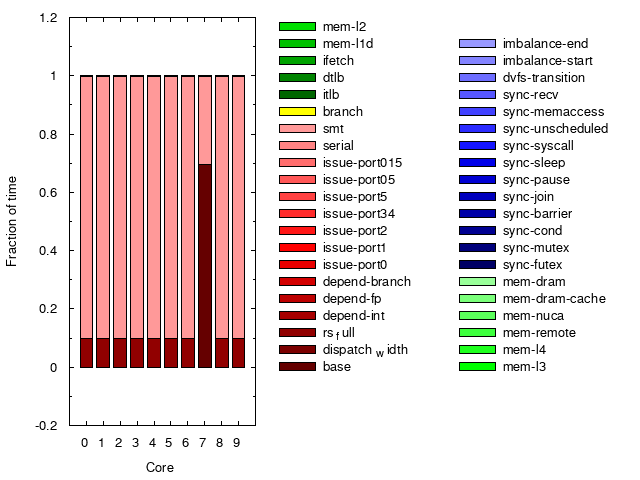 1.2
1
0.8
0.6
0.4
0.2
0
-0.2
Fraction of time
0 1 2 3 4 5 6 7 8 9
Core
mem-l2
mem-l1d
ifetch
dtlb
itlb
branch
smt
serial
issue-port015
issue-port05
issue-port5
issue-port34
issue-port2
issue-port1
issue-port0
depend-branch
depend-fp
depend-int
rsfull
dispatchwidth
base
imbalance-end
imbalance-start
dvfs-transition
sync-recv
sync-memaccess
sync-unscheduled
sync-syscall
sync-sleep
sync-pause
sync-join
sync-barrier
sync-cond
sync-mutex
sync-futex
mem-dram
mem-dram-cache
mem-nuca
mem-remote
mem-l4
mem-l3